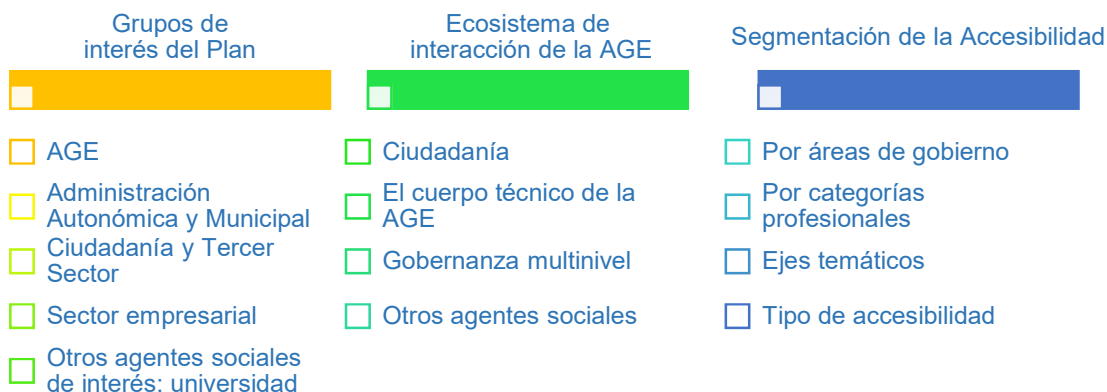 Grupos de
interés del Plan
AGE
Administración
Autonómica y Municipal
Ciudadanía y Tercer
Sector
Sector empresarial
Otros agentes sociales
de interés: universidad
Ecosistema de
interacción de la AGE
Ciudadanía
El cuerpo técnico de la
AGE
Gobernanza multinivel
Otros agentes sociales
Segmentación de la Accesibilidad
Por áreas de gobierno
Por categorías
profesionales
Ejes temáticos
Tipo de accesibilidad